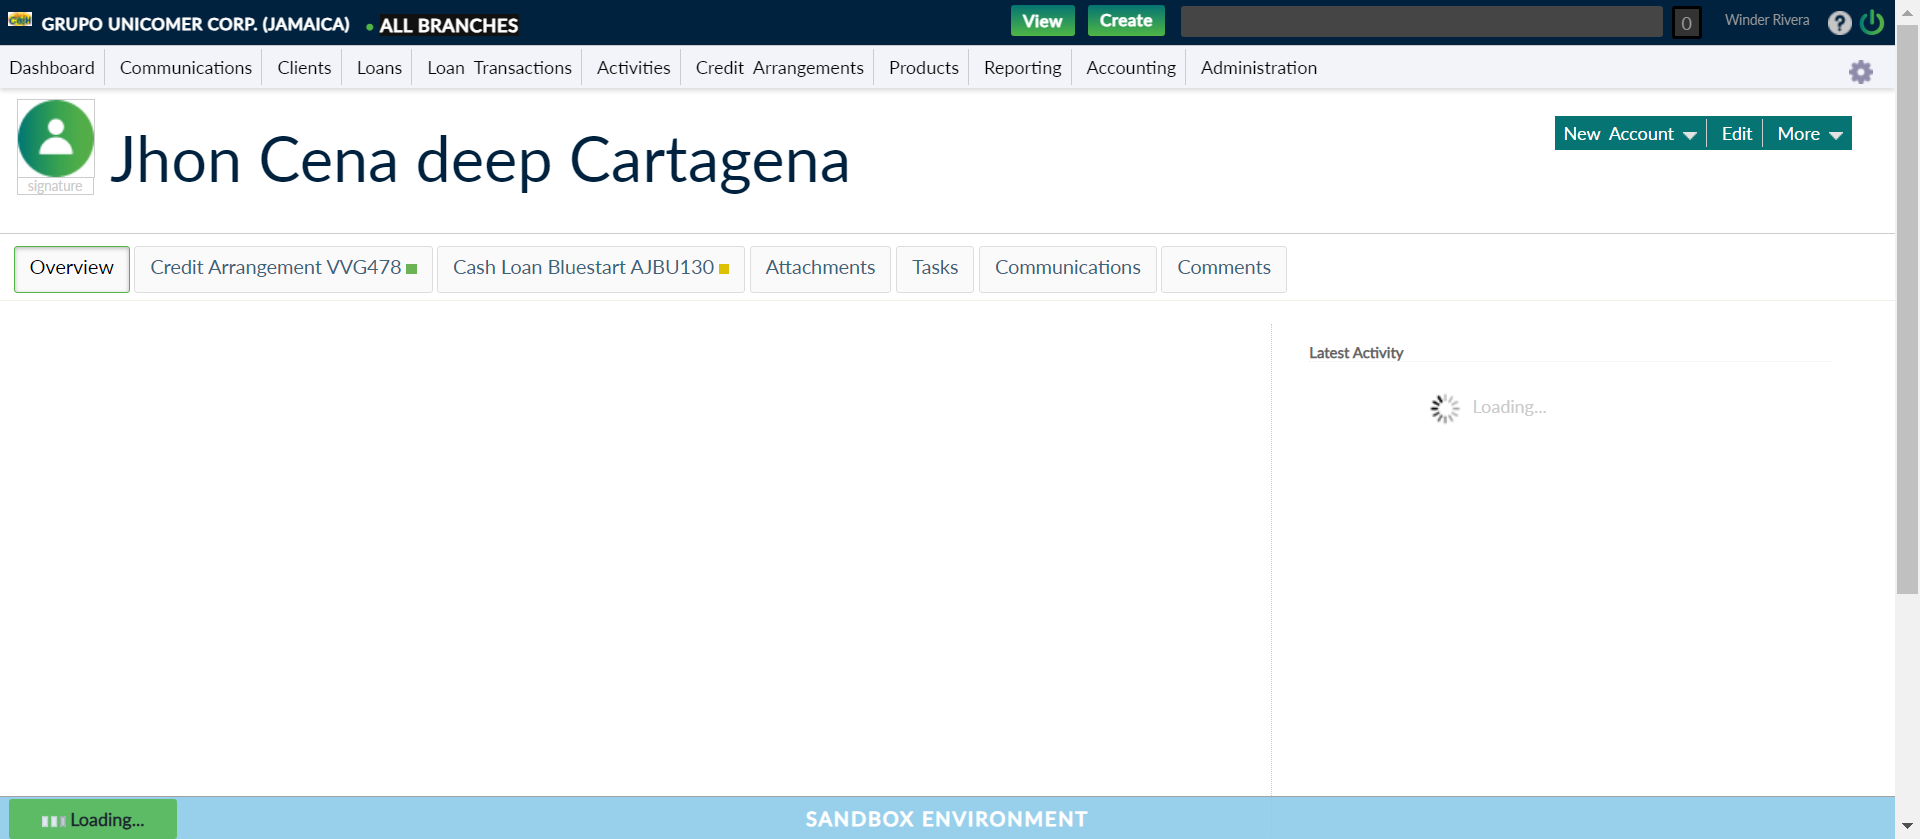 GRUPO UNICOMER CORP. (JAMAICA) • ALL BRANCHES View Create 0 Winder Rivera ?
Dashboard Communications Clients Loans Loan Transactions Activities Credit Arrangements Products Reporting Accounting Administration
signature
Jhon Cena deep Cartagena
New Account Edit More
Overview Credit Arrangement VVG478 Cash Loan Bluestart AJBU130 Attachments Tasks Communications Comments
Latest Activity
Loading...
Loading... SANDBOX ENVIRONMENT